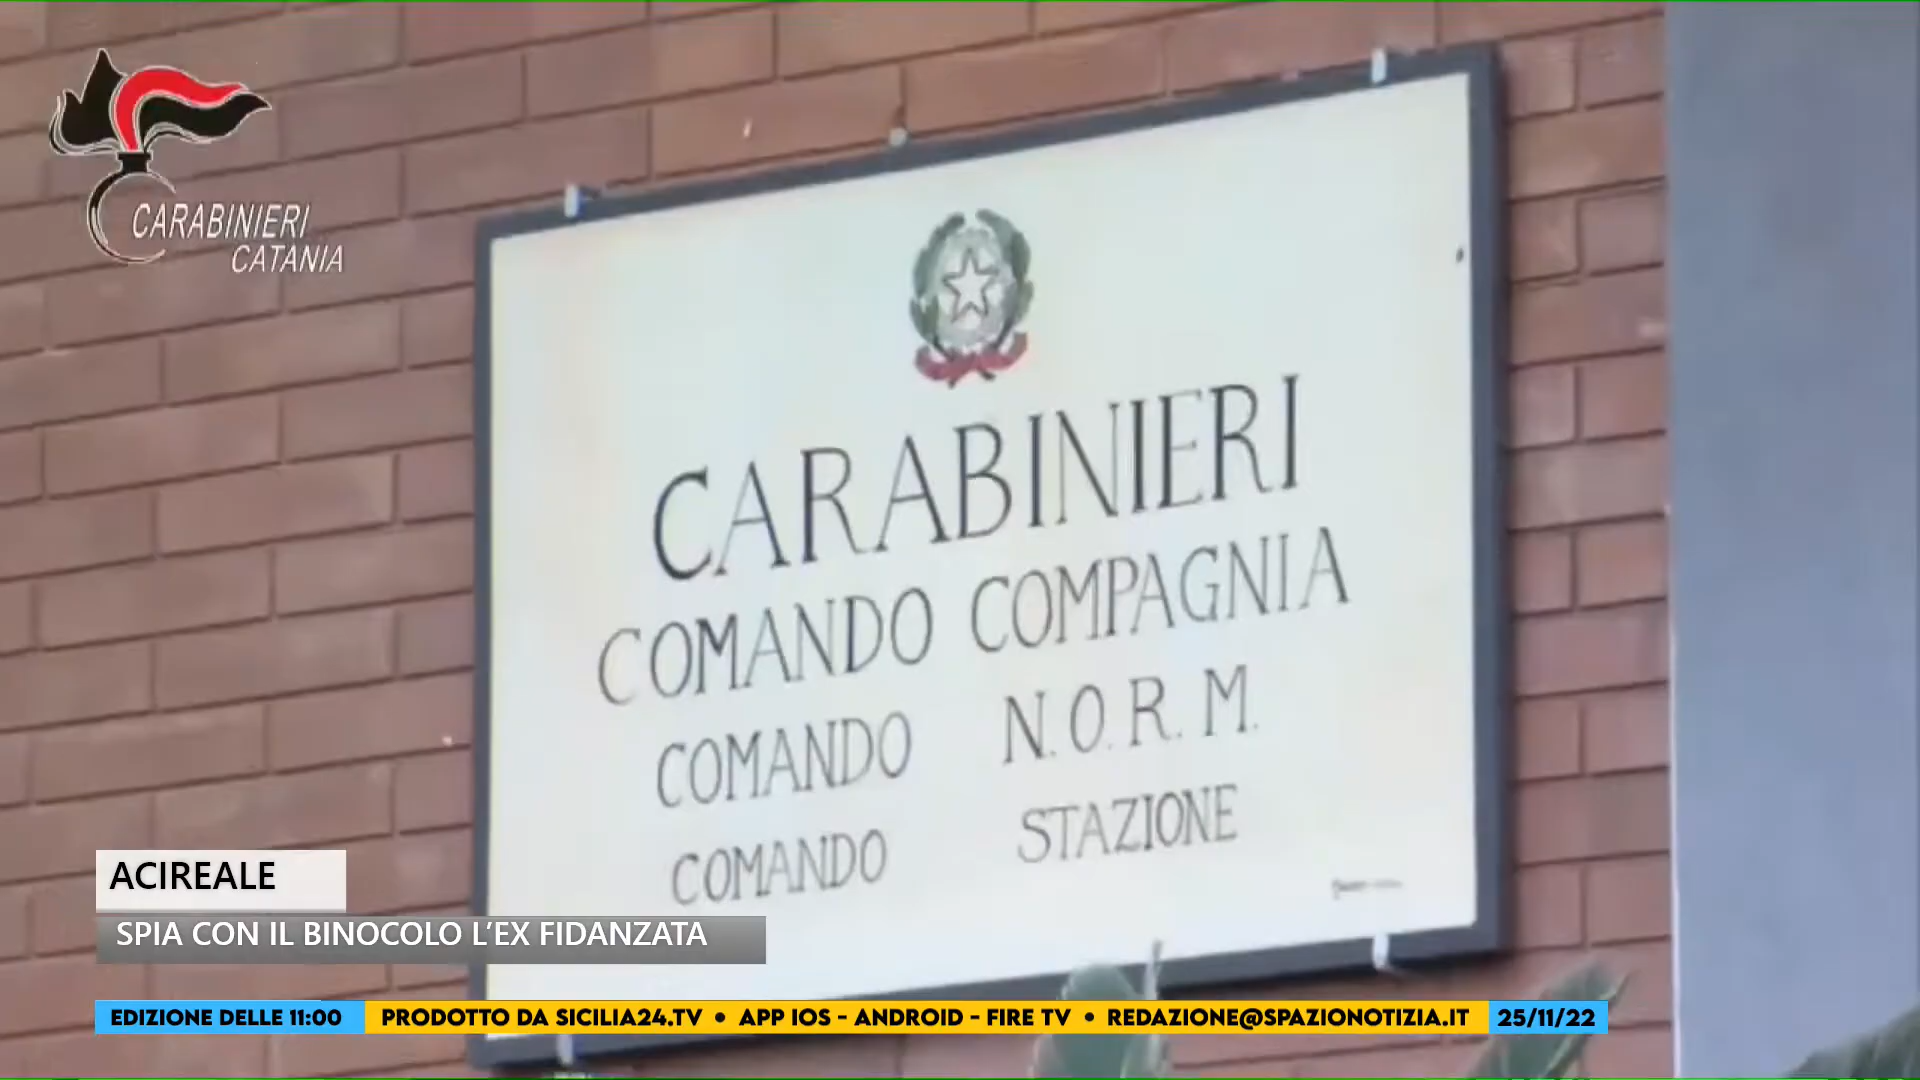 CARABINIERI
CATANIA
CARABINIERI
COMANDO COMPAGNIA
COMANDO N.O.R.M.
COMANDO STAZIONE
ACIREALE
SPIA CON IL BINOCOLO L'EX FIDANZATA
EDIZIONE DELLE 11:00 PRODOTTO DA SICILIA24.TV • APP IOS - ANDROID - FIRE TV • REDAZIONE@SPAZIONOTIZIA.IT 25/11/22